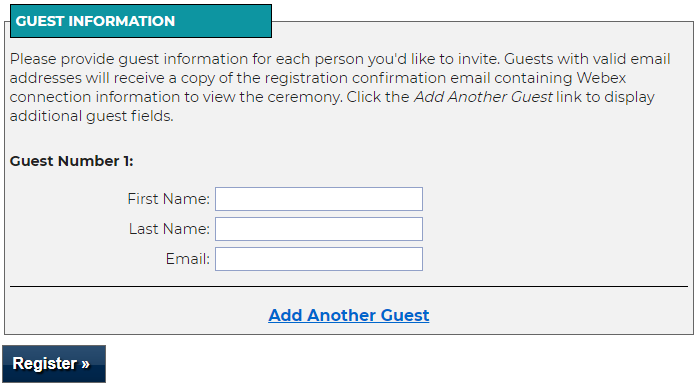 GUEST INFORMATION
Please provide guest information for each person you'd like to invite. Guests with valid email
addresses will receive a copy of the registration confirmation email containing Webex
connection information to view the ceremony. Click the Add Another Guest link to display
additional guest fields.
Guest Number 1:
First Name:
Last Name:
Email:
Add Another Guest
Register »